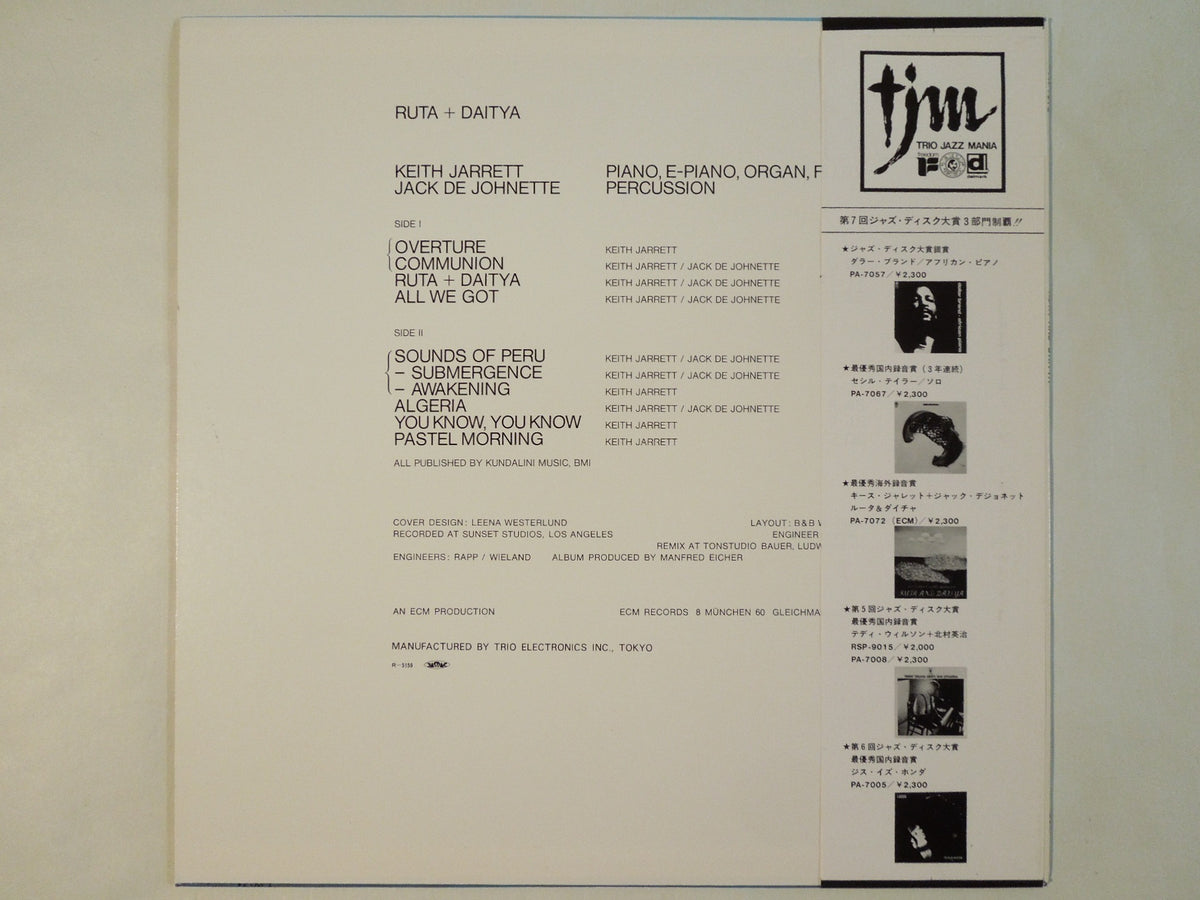 RUTA + DAITYA
KEITH JARRETT PIANO, E-PIANO, ORGAN, F
JACK DE JOHNETTE PERCUSSION
SIDE I
OVERTURE KEITH JARRETT
COMMUNION KEITH JARRETT / JACK DE JOHNETTE
RUTA + DAITYA KEITH JARRETT / JACK DE JOHNETTE
ALL WE GOT KEITH JARRETT / JACK DE JOHNETTE
SIDE II
SOUNDS OF PERU KEITH JARRETT / JACK DE JOHNETTE
– SUBMERGENCE KEITH JARRETT / JACK DE JOHNETTE
– AWAKENING KEITH JARRETT
ALGERIA KEITH JARRETT / JACK DE JOHNETTE
YOU KNOW, YOU KNOW KEITH JARRETT
PASTEL MORNING KEITH JARRETT
ALL PUBLISHED BY KUNDALINI MUSIC, BMI
COVER DESIGN: LEENA WESTERLUND LAYOUT: B&B
RECORDED AT SUNSET STUDIOS, LOS ANGELES ENGINEER
REMIX AT TONSTUDIO BAUER, LUDW
ENGINEERS: RAPP / WIELAND ALBUM PRODUCED BY MANFRED EICHER
AN ECM PRODUCTION ECM RECORDS 8 MÜNCHEN 60 GLEICHMA
MANUFACTURED BY TRIO ELECTRONICS INC., TOKYO
R-5150
tjm
TRIO JAZZ MANIA
freedom
第7回ジャズ・ディスク大賞3部門制覇!!
★ジャズ・ディスク大賞銀賞
ダラー・ブランド/アフリカン・ピアノ
PA-7057/¥2,300
★最優秀国内録音賞(3年連続)
セシル・テイラー/ソロ
PA-7067/¥2,300
★最優秀海外録音賞
キース・ジャレット+ジャック・デジョネット
ルータ&ダイチャ
PA-7072 (ECM)/¥2,300
RUTA AND DAITYA
★第5回ジャズ・ディスク大賞
最優秀国内録音賞
テディ・ウィルソン+北村英治
RSP-9015/¥2,000
PA-7008/¥2,300
★第6回ジャズ・ディスク大賞
最優秀国内録音賞
ジス・イズ・ホンダ
PA-7005/¥2,300